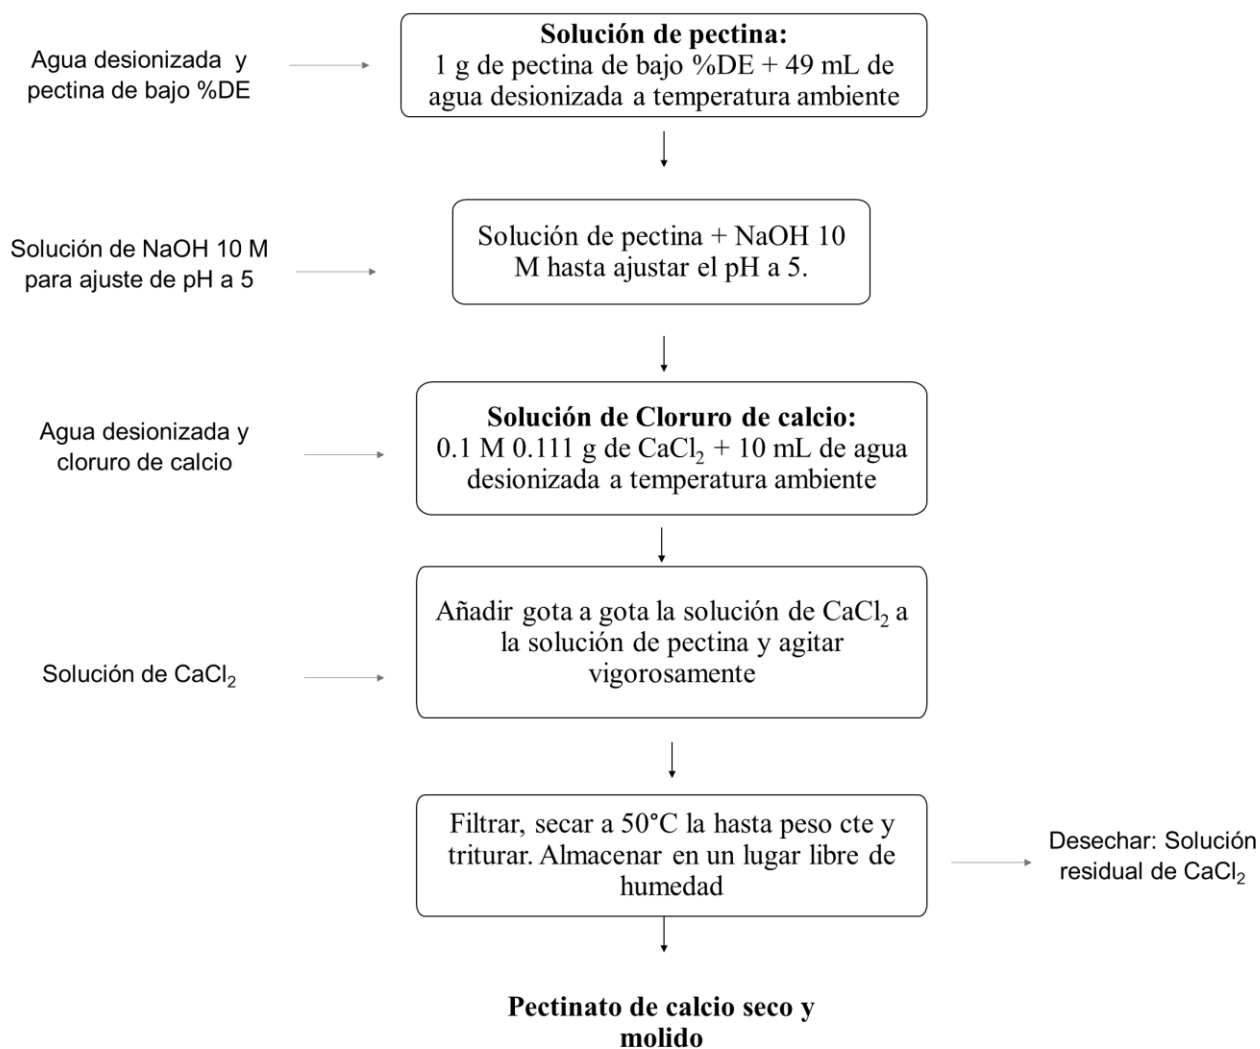 Agua desionizada y
pectina de bajo %DE
Solución de pectina:
1 g de pectina de bajo %DE + 49 mL de
agua desionizada a temperatura ambiente
Solución de NaOH 10 M
para ajuste de pH a 5
Solución de pectina + NaOH 10
M hasta ajustar el pH a 5.
Agua desionizada y
cloruro de calcio
Solución de Cloruro de calcio:
0.1 M 0.111 g de CaCl₂ + 10 mL de agua
desionizada a temperatura ambiente
Solución de CaCl₂
Añadir gota a gota la solución de CaCl₂ a
la solución de pectina y agitar
vigorosamente
Filtrar, secar a 50°C la hasta peso cte y
triturar. Almacenar en un lugar libre de
humedad
Desechar: Solución
residual de CaCl₂
Pectinato de calcio seco y
molido